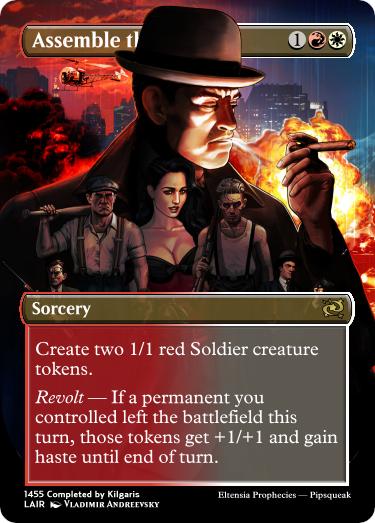 Assemble th
1
Sorcery
Create two 1/1 red Soldier creature
tokens.
Revolt — If a permanent you
controlled left the battlefield this
turn, those tokens get +1/+1 and gain
haste until end of turn.
1455 Completed by Kilgaris
LAIR Vladimir Andreevsky
Eltensia Prophecies — Pipsqueak